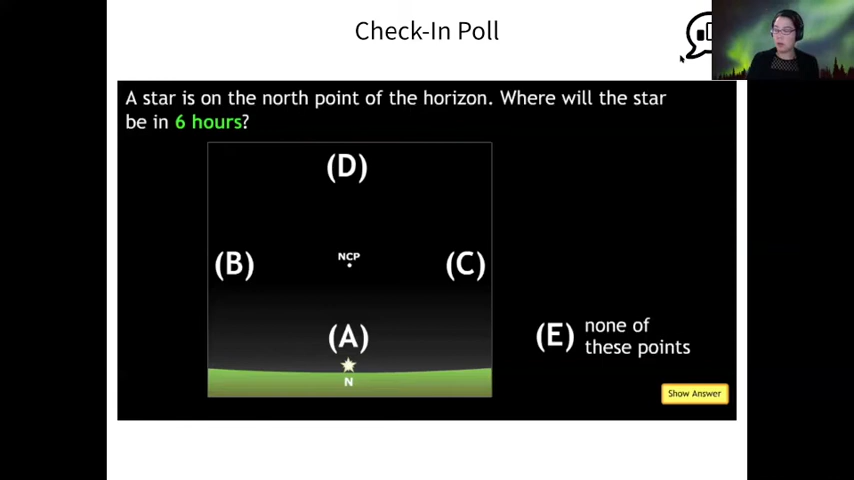 Check-In Poll
A star is on the north point of the horizon. Where will the star
be in 6 hours?
(D)
(B)
NCP
(C)
(A)
N
(E) none of
these points
Show Answer